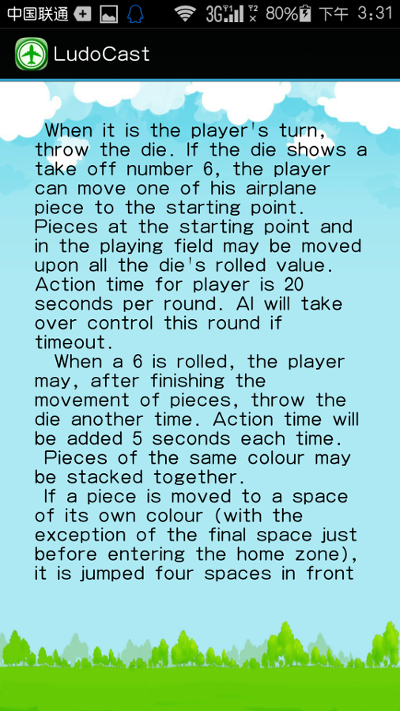 中国联通 3G 80% 下午 3:31
LudoCast
When it is the player's turn,
throw the die. If the die shows a
take off number 6, the player
can move one of his airplane
piece to the starting point.
Pieces at the starting point and
in the playing field may be moved
upon all the die's rolled value.
Action time for player is 20
seconds per round. AI will take
over control this round if
timeout.
When a 6 is rolled, the player
may, after finishing the
movement of pieces, throw the
die another time. Action time will
be added 5 seconds each time.
Pieces of the same colour may
be stacked together.
If a piece is moved to a space
of its own colour (with the
exception of the final space just
before entering the home zone),
it is jumped four spaces in front